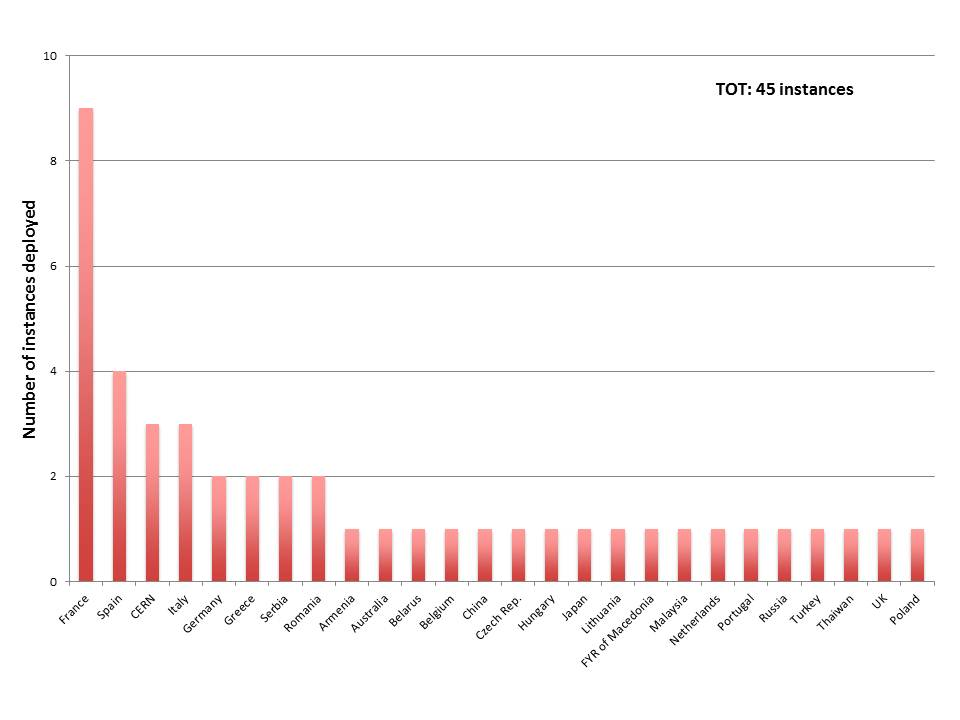 10
TOT: 45 instances
8
6
4
2
0
Number of instances deployed
France
Spain
CERN
Italy
Germany
Greece
Serbia
Romania
Armenia
Australia
Belarus
Belgium
China
Czech Rep.
Hungary
Japan
Lithuania
FYR of Macedonia
Malaysia
Netherlands
Portugal
Russia
Turkey
Thaiwan
UK
Poland